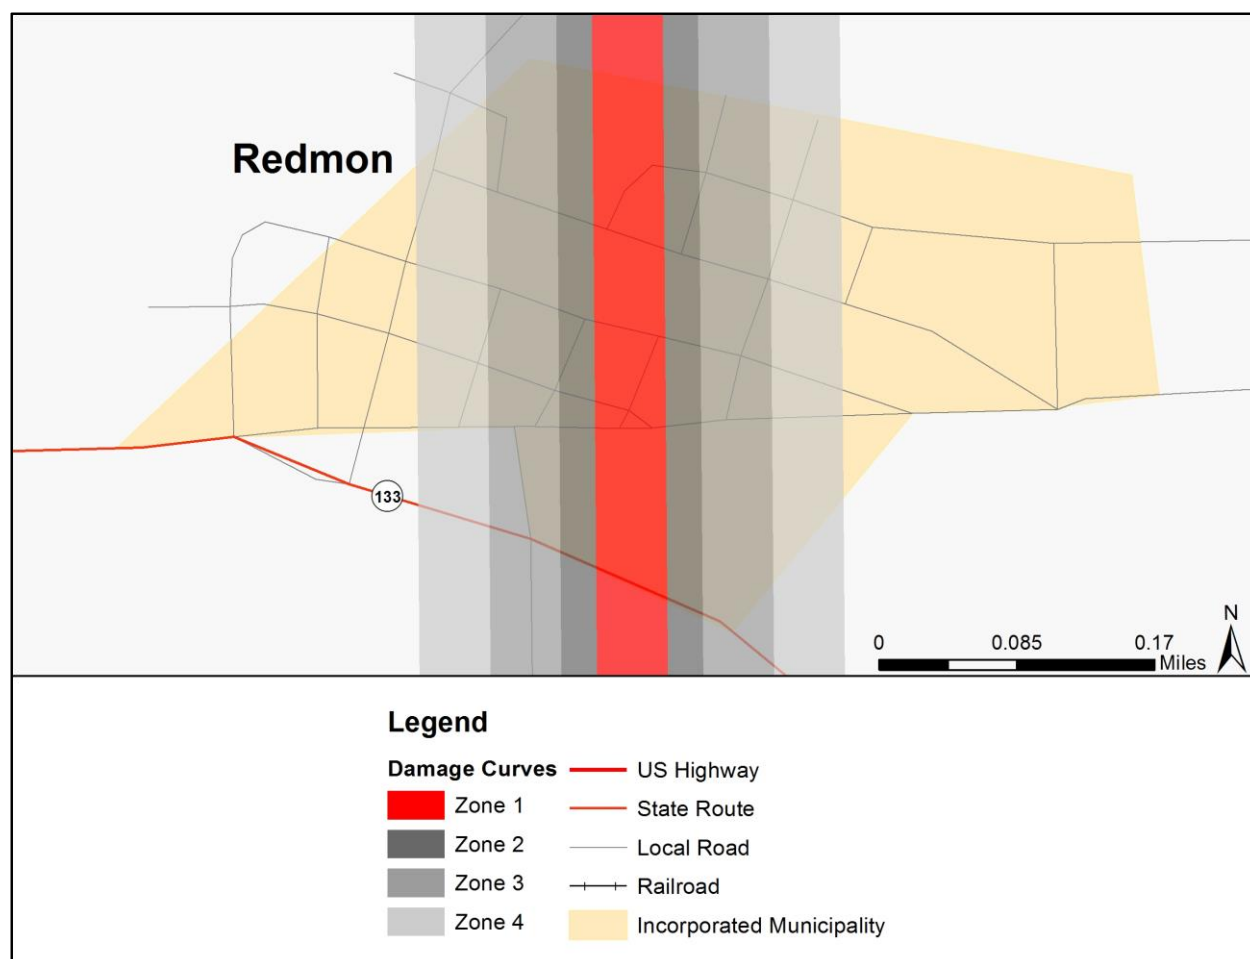 Redmon
133
N
0 0.085 0.17
Miles
Legend
Damage Curves
Zone 1
Zone 2
Zone 3
Zone 4
US Highway
State Route
Local Road
Railroad
Incorporated Municipality